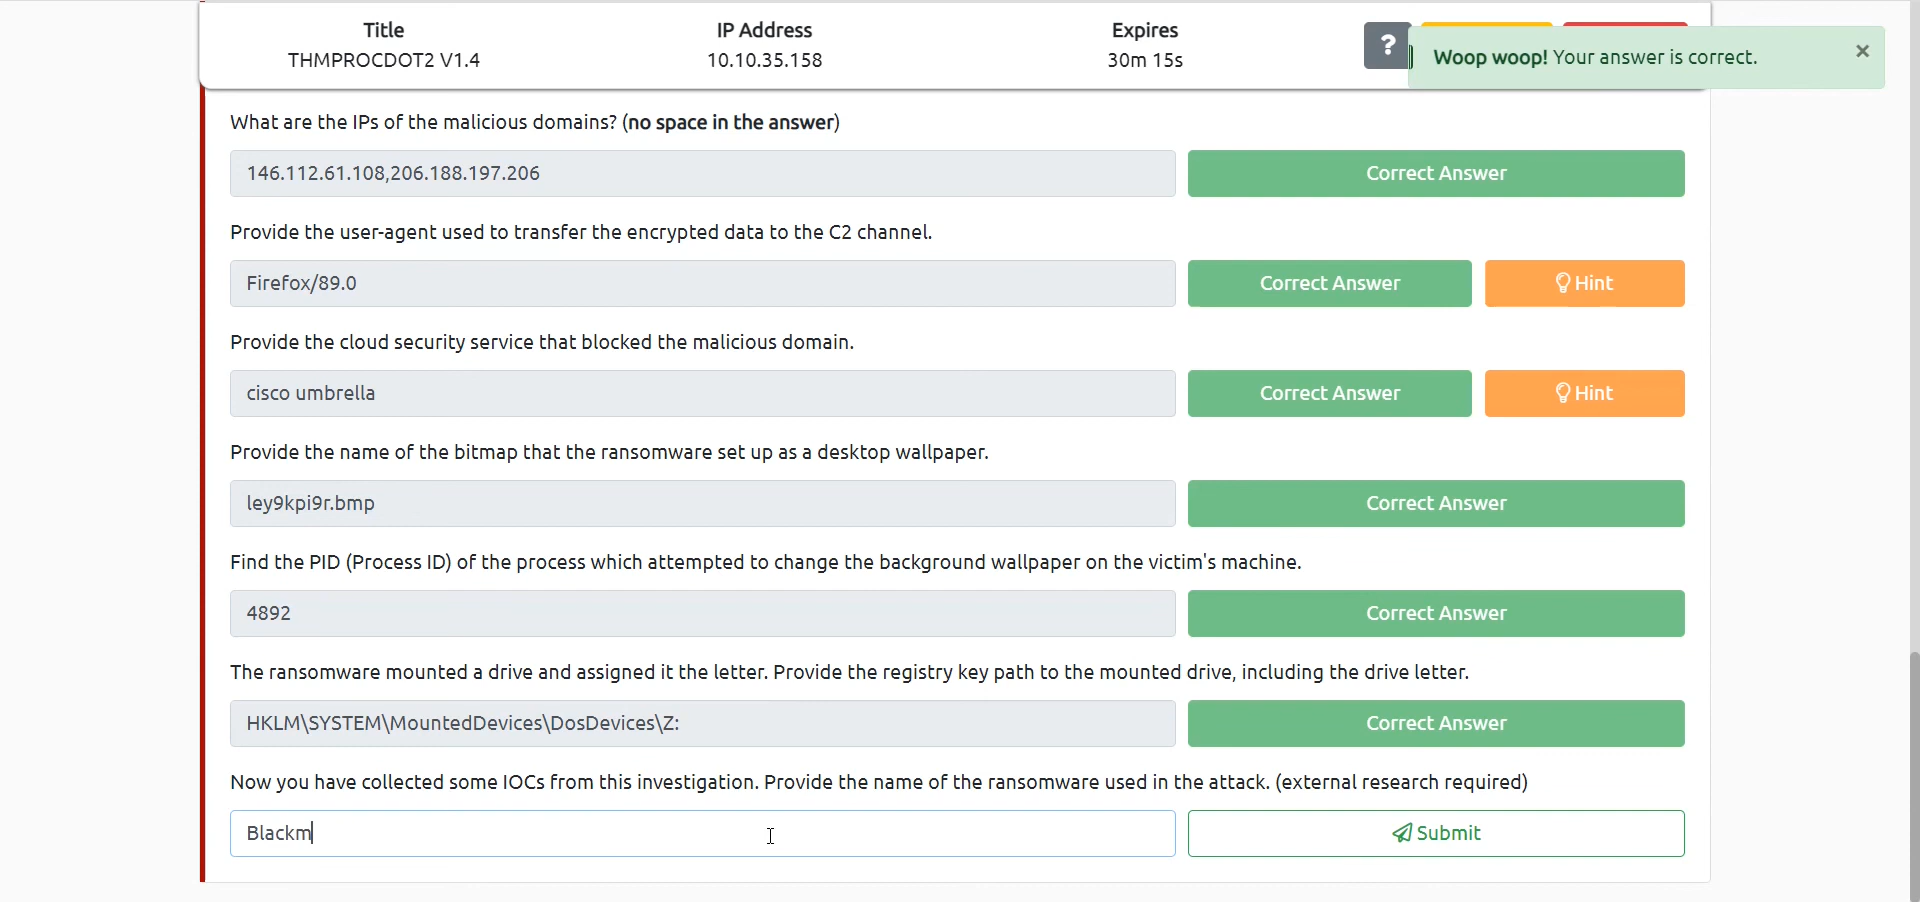 Title
THMPROCDOT2 V1.4
IP Address
10.10.35.158
Expires
30m 15s
?
Woop woop! Your answer is correct.
×
What are the IPs of the malicious domains? (no space in the answer)
146.112.61.108,206.188.197.206
Correct Answer
Provide the user-agent used to transfer the encrypted data to the C2 channel.
Firefox/89.0
Correct Answer
Hint
Provide the cloud security service that blocked the malicious domain.
cisco umbrella
Correct Answer
Hint
Provide the name of the bitmap that the ransomware set up as a desktop wallpaper.
ley9kpi9r.bmp
Correct Answer
Find the PID (Process ID) of the process which attempted to change the background wallpaper on the victim's machine.
4892
Correct Answer
The ransomware mounted a drive and assigned it the letter. Provide the registry key path to the mounted drive, including the drive letter.
HKLM\SYSTEM\MountedDevices\DosDevices\Z:
Correct Answer
Now you have collected some IOCs from this investigation. Provide the name of the ransomware used in the attack. (external research required)
Blackm
Submit